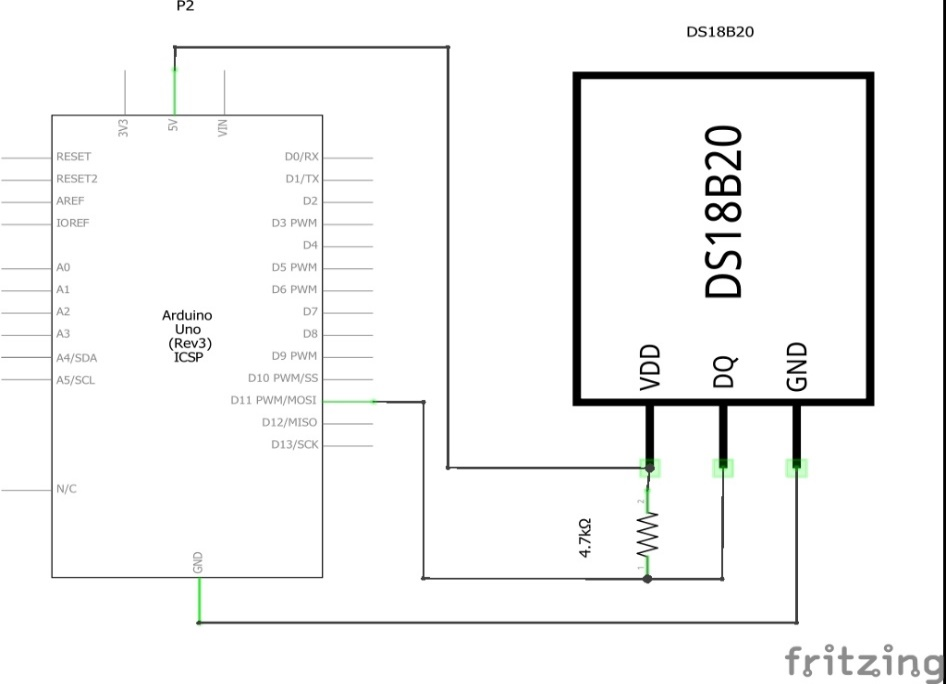 P2
DS18B20
3V3
5V
VIN
RESET
RESET2
AREF
IOREF
A0
A1
A2
A3
A4/SDA
A5/SCL
N/C
Arduino
Uno
(Rev3)
ICSP
D0/RX
D1/TX
D2
D3 PWM
D4
D5 PWM
D6 PWM
D7
D8
D9 PWM
D10 PWM/SS
D11 PWM/MOSI
D12/MISO
D13/SCK
GND
DS18B20
VDD
DQ
GND
2
4.7kΩ
1
fritzing